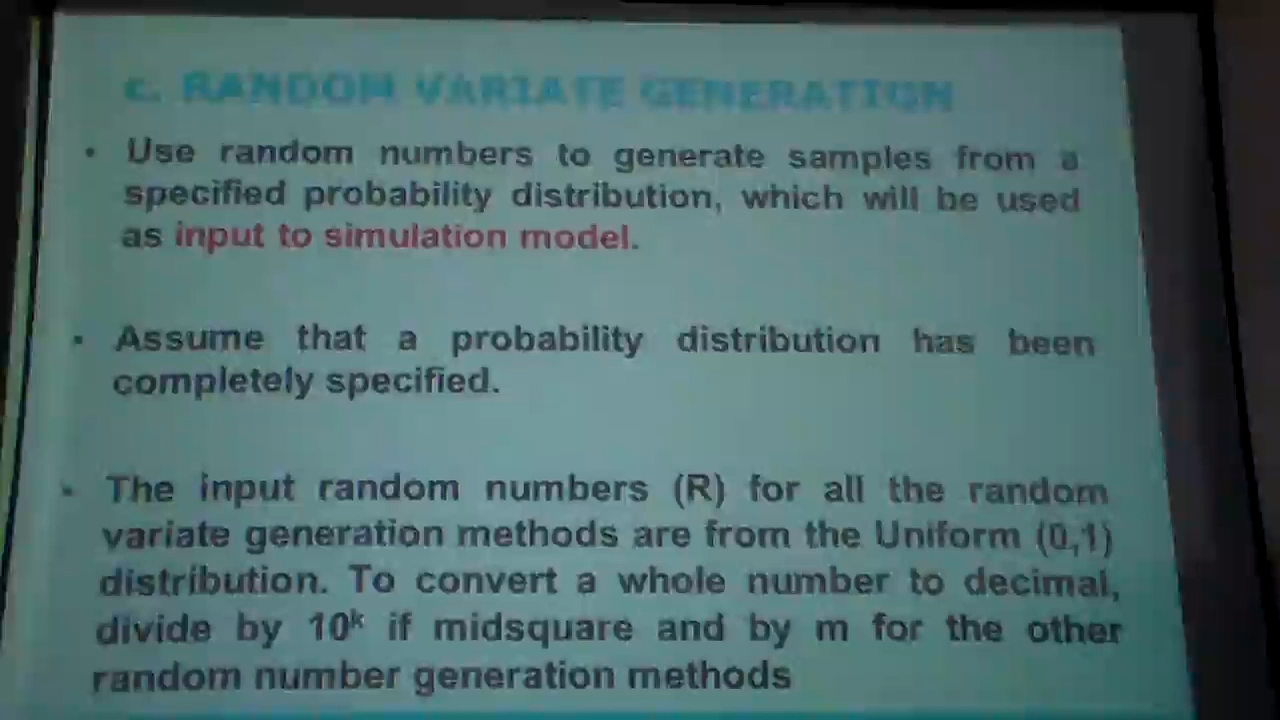 c. RANDOM VARIATE GENERATION
• Use random numbers to generate samples from a
specified probability distribution, which will be used
as input to simulation model.
• Assume that a probability distribution has been
completely specified.
• The input random numbers (R) for all the random
variate generation methods are from the Uniform (0,1)
distribution. To convert a whole number to decimal,
divide by 10ᵏ if midsquare and by m for the other
random number generation methods